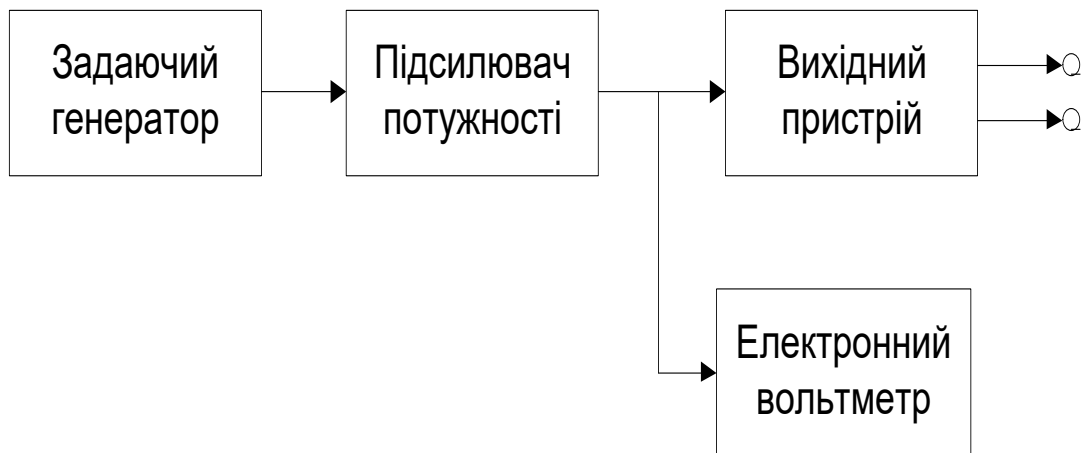 Задаючий
генератор
Підсилювач
потужності
Вихідний
пристрій
Електронний
вольтметр